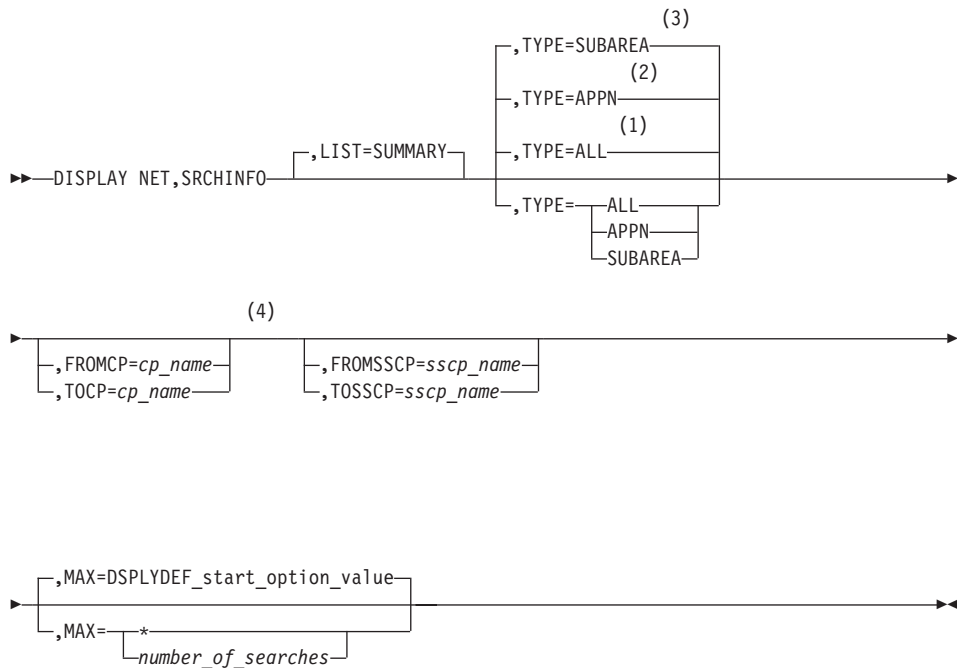 (3)
,TYPE=SUBAREA
(2)
,TYPE=APPN
(1)
,LIST=SUMMARY ,TYPE=ALL
DISPLAY NET,SRCHINFO
,TYPE= ALL
APPN
SUBAREA
(4)
,FROMCP=cp_name ,FROMSSCP=sscp_name
,TOCP=cp_name ,TOSSCP=sscp_name
,MAX=DSPLYDEF_start_option_value
,MAX= *
number_of_searches